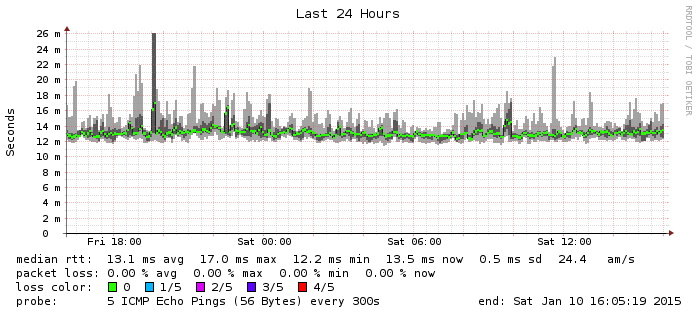 Last 24 Hours
RRDTOOL / TOBI OETIKER
Seconds
26 m
24 m
22 m
20 m
18 m
16 m
14 m
12 m
10 m
8 m
6 m
4 m
2 m
0
Fri 18:00 Sat 00:00 Sat 06:00 Sat 12:00
median rtt: 13.1 ms avg 17.0 ms max 12.2 ms min 13.5 ms now 0.5 ms sd 24.4 am/s
packet loss: 0.00 % avg 0.00 % max 0.00 % min 0.00 % now
loss color: 0 1/5 2/5 3/5 4/5
probe: 5 ICMP Echo Pings (56 Bytes) every 300s end: Sat Jan 10 16:05:19 2015